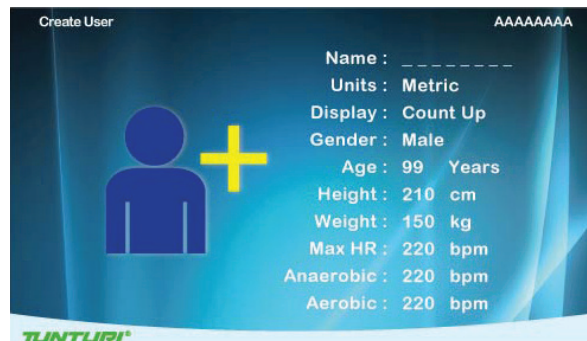 Create User
AAAAAAAA
Name : _ _ _ _ _ _ _ _
Units : Metric
Display : Count Up
Gender : Male
Age : 99 Years
Height : 210 cm
Weight : 150 kg
Max HR : 220 bpm
Anaerobic : 220 bpm
Aerobic : 220 bpm
TUNTURI®